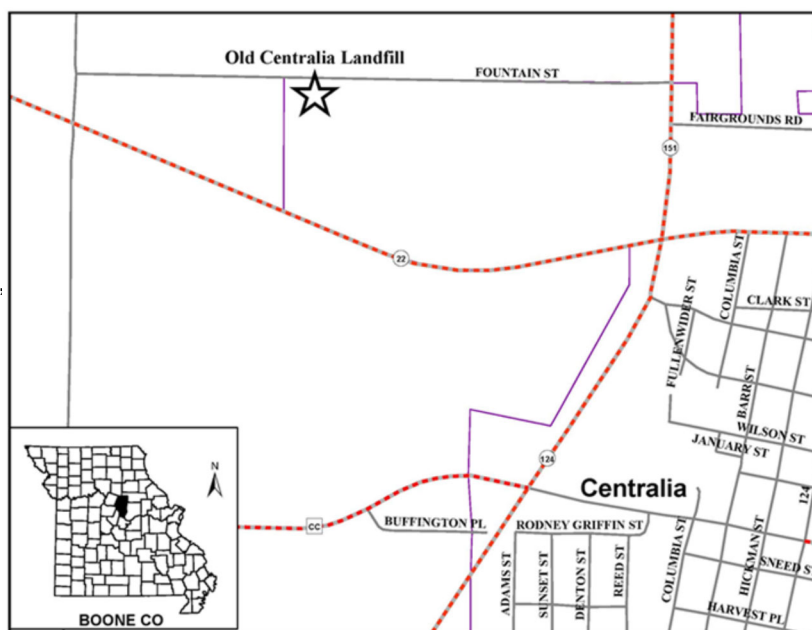 Old Centralia Landfill
FOUNTAIN ST
FAIRGROUNDS RD
151
22
COLUMBIA ST
CLARK ST
FULLENWIDER ST
BARR ST
WILSON ST
JANUARY ST
124
124
Centralia
CC
BUFFINGTON PL
RODNEY GRIFFIN ST
ADAMS ST
SUNSET ST
DENTON ST
REED ST
COLUMBIA ST
HICKMAN ST
SNEED S
HARVEST PL
N
BOONE CO